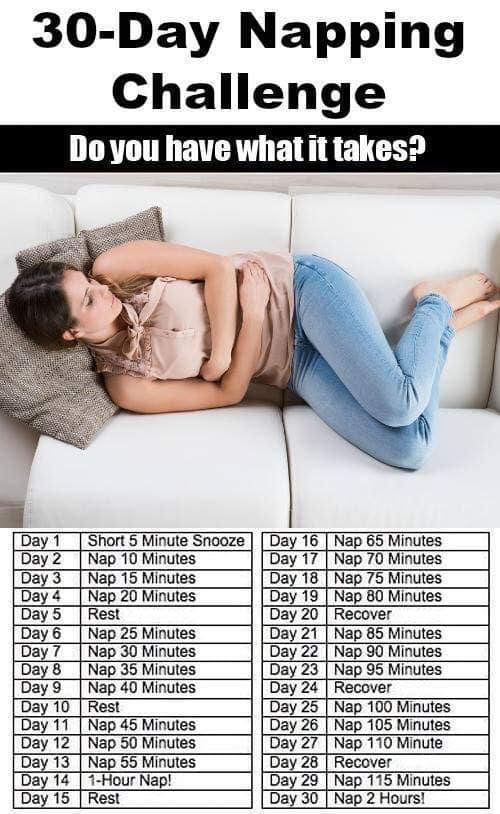 30-Day Napping
Challenge
Do you have what it takes?
Day 1 Short 5 Minute Snooze
Day 2 Nap 10 Minutes
Day 3 Nap 15 Minutes
Day 4 Nap 20 Minutes
Day 5 Rest
Day 6 Nap 25 Minutes
Day 7 Nap 30 Minutes
Day 8 Nap 35 Minutes
Day 9 Nap 40 Minutes
Day 10 Rest
Day 11 Nap 45 Minutes
Day 12 Nap 50 Minutes
Day 13 Nap 55 Minutes
Day 14 1-Hour Nap!
Day 15 Rest
Day 16 Nap 65 Minutes
Day 17 Nap 70 Minutes
Day 18 Nap 75 Minutes
Day 19 Nap 80 Minutes
Day 20 Recover
Day 21 Nap 85 Minutes
Day 22 Nap 90 Minutes
Day 23 Nap 95 Minutes
Day 24 Recover
Day 25 Nap 100 Minutes
Day 26 Nap 105 Minutes
Day 27 Nap 110 Minute
Day 28 Recover
Day 29 Nap 115 Minutes
Day 30 Nap 2 Hours!